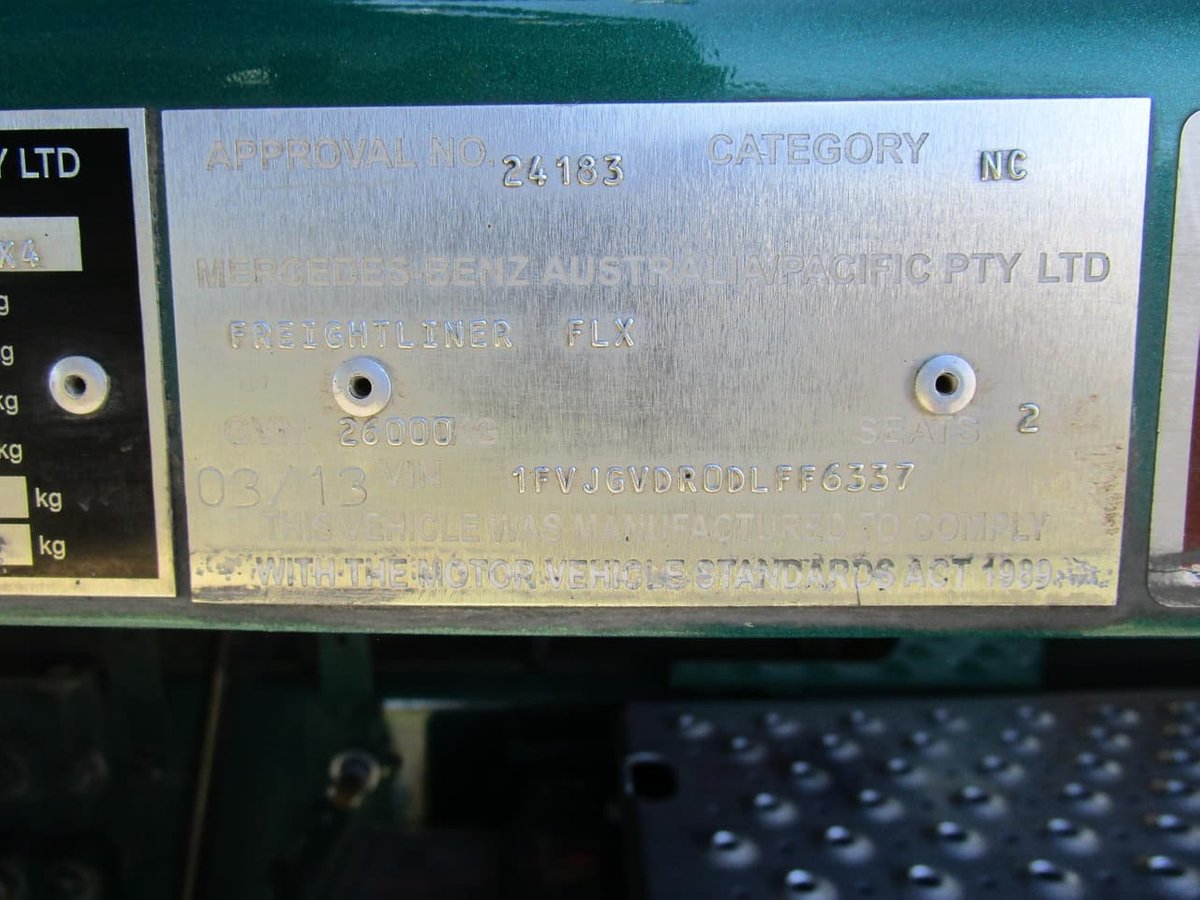 Y LTD
X4
g
g
kg
kg
kg
kg
APPROVAL NO. 24183 CATEGORY NC
MERCEDES-BENZ AUSTRALIA/PACIFIC PTY LTD
FREIGHTLINER FLX
GVM 26000 KG SEATS 2
03/13 VIN 1FVJGVDR0DLFF6337
THIS VEHICLE WAS MANUFACTURED TO COMPLY
WITH THE MOTOR VEHICLE STANDARDS ACT 1989